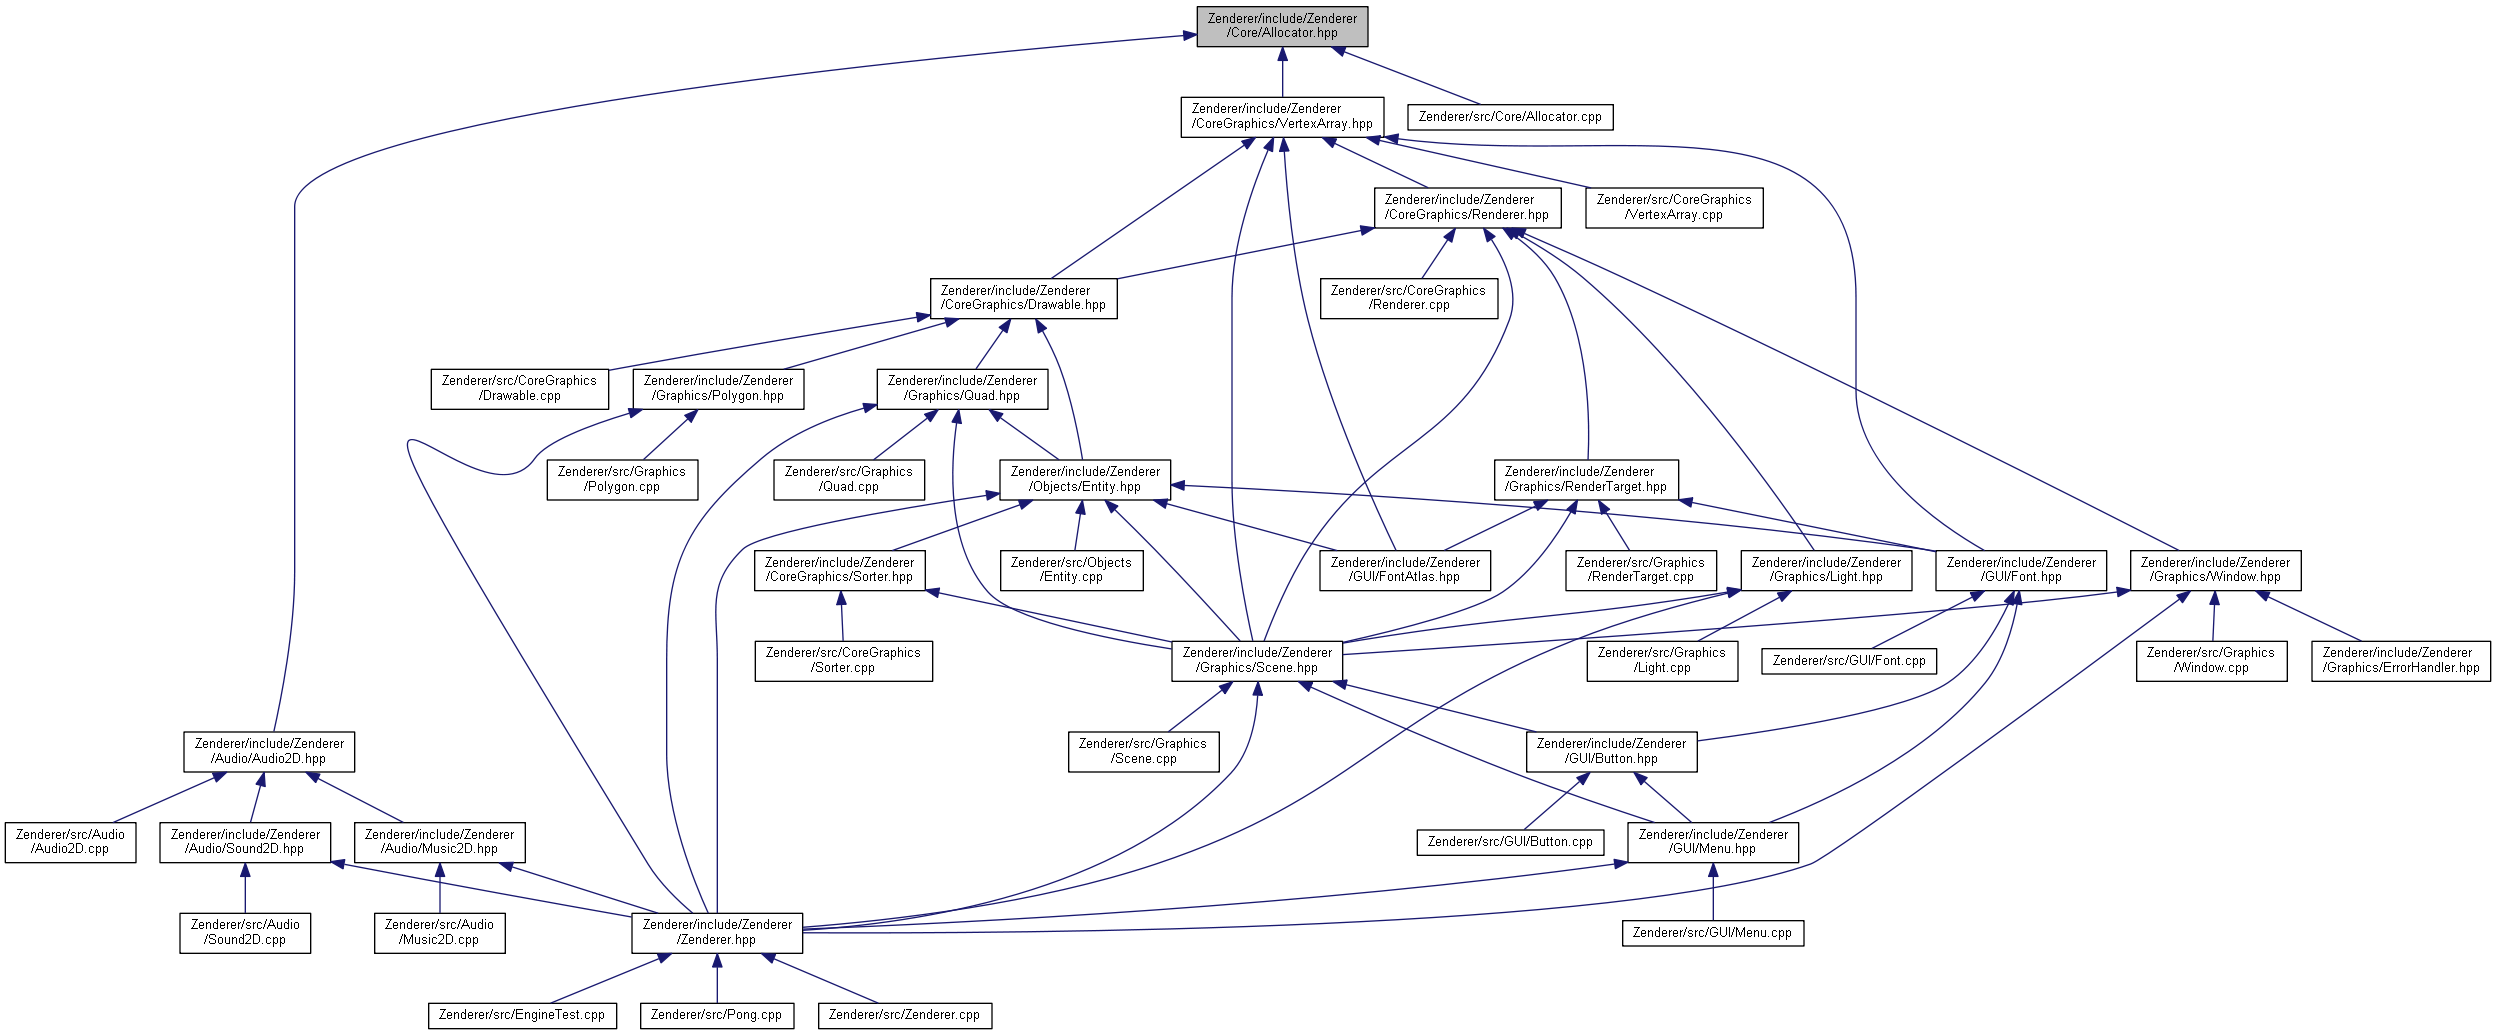 Zenderer/include/Zenderer
/Core/Allocator.hpp
Zenderer/include/Zenderer
/CoreGraphics/VertexArray.hpp
Zenderer/src/Core/Allocator.cpp
Zenderer/include/Zenderer
/CoreGraphics/Renderer.hpp
Zenderer/src/CoreGraphics
/VertexArray.cpp
Zenderer/include/Zenderer
/CoreGraphics/Drawable.hpp
Zenderer/src/CoreGraphics
/Renderer.cpp
Zenderer/src/CoreGraphics
/Drawable.cpp
Zenderer/include/Zenderer
/Graphics/Polygon.hpp
Zenderer/include/Zenderer
/Graphics/Quad.hpp
Zenderer/src/Graphics
/Polygon.cpp
Zenderer/src/Graphics
/Quad.cpp
Zenderer/include/Zenderer
/Objects/Entity.hpp
Zenderer/include/Zenderer
/Graphics/RenderTarget.hpp
Zenderer/include/Zenderer
/CoreGraphics/Sorter.hpp
Zenderer/src/Objects
/Entity.cpp
Zenderer/include/Zenderer
/GUI/FontAtlas.hpp
Zenderer/src/Graphics
/RenderTarget.cpp
Zenderer/include/Zenderer
/Graphics/Light.hpp
Zenderer/include/Zenderer
/GUI/Font.hpp
Zenderer/include/Zenderer
/Graphics/Window.hpp
Zenderer/src/CoreGraphics
/Sorter.cpp
Zenderer/include/Zenderer
/Graphics/Scene.hpp
Zenderer/src/Graphics
/Light.cpp
Zenderer/src/GUI/Font.cpp
Zenderer/src/Graphics
/Window.cpp
Zenderer/include/Zenderer
/Graphics/ErrorHandler.hpp
Zenderer/include/Zenderer
/Audio/Audio2D.hpp
Zenderer/src/Graphics
/Scene.cpp
Zenderer/include/Zenderer
/GUI/Button.hpp
Zenderer/src/Audio
/Audio2D.cpp
Zenderer/include/Zenderer
/Audio/Sound2D.hpp
Zenderer/include/Zenderer
/Audio/Music2D.hpp
Zenderer/src/GUI/Button.cpp
Zenderer/include/Zenderer
/GUI/Menu.hpp
Zenderer/src/Audio
/Sound2D.cpp
Zenderer/src/Audio
/Music2D.cpp
Zenderer/include/Zenderer
/Zenderer.hpp
Zenderer/src/GUI/Menu.cpp
Zenderer/src/EngineTest.cpp
Zenderer/src/Pong.cpp
Zenderer/src/Zenderer.cpp